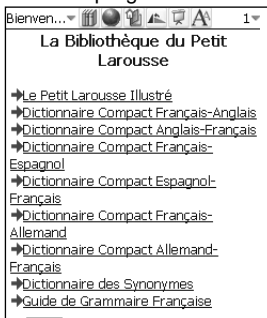 Bienven... 1
La Bibliothèque du Petit
Larousse
Le Petit Larousse Illustré
Dictionnaire Compact Français-Anglais
Dictionnaire Compact Anglais-Français
Dictionnaire Compact Français-
Espagnol
Dictionnaire Compact Espagnol-
Français
Dictionnaire Compact Français-
Allemand
Dictionnaire Compact Allemand-
Français
Dictionnaire des Synonymes
Guide de Grammaire Française